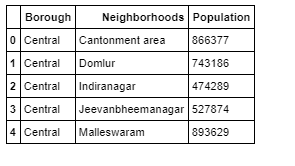 Borough Neighborhoods Population
0 Central Cantonment area 866377
1 Central Domlur 743186
2 Central Indiranagar 474289
3 Central Jeevanbheemanagar 527874
4 Central Malleswaram 893629